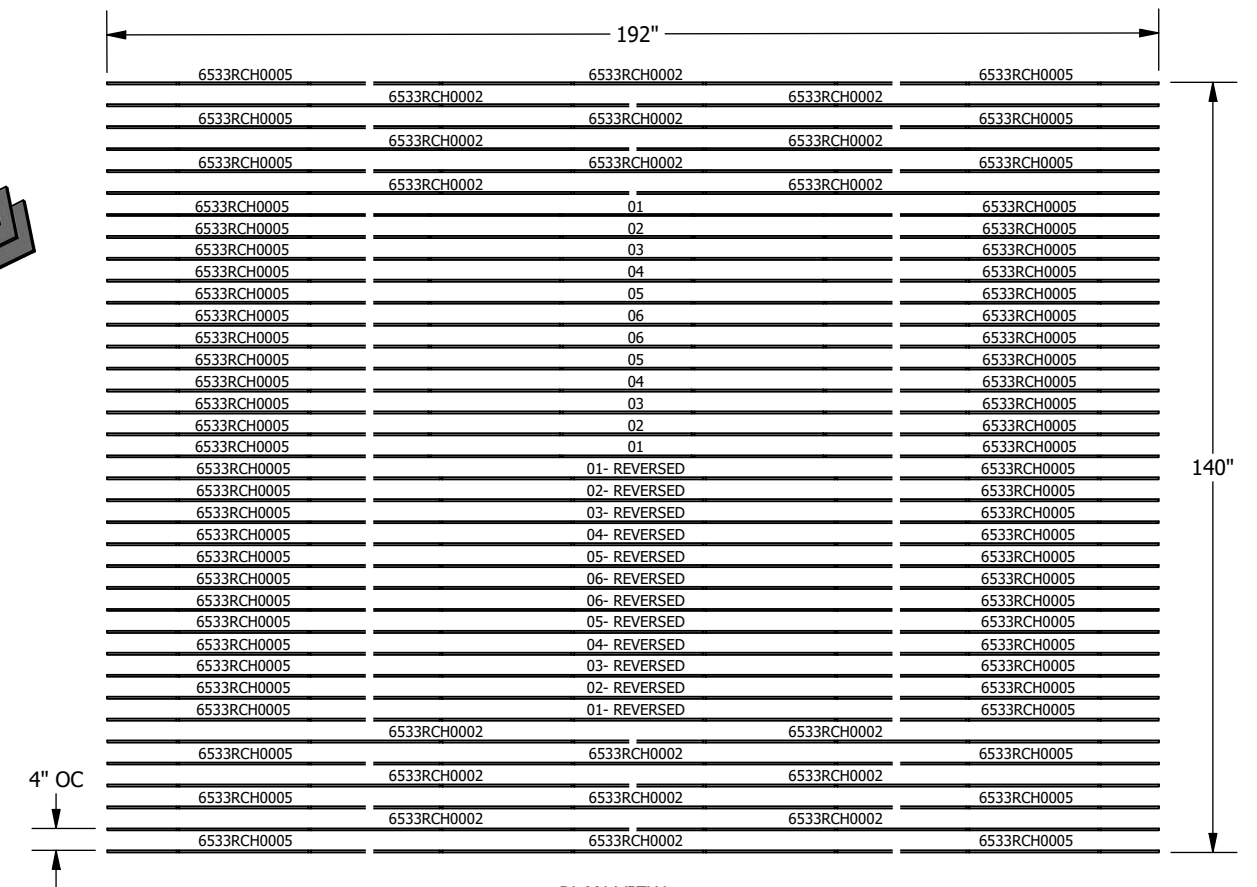 192"
6533RCH0005 6533RCH0002 6533RCH0005
6533RCH0002 6533RCH0002
6533RCH0005 6533RCH0002 6533RCH0005
6533RCH0002 6533RCH0002
6533RCH0005 6533RCH0002 6533RCH0005
6533RCH0002 6533RCH0002
6533RCH0005 01 6533RCH0005
6533RCH0005 02 6533RCH0005
6533RCH0005 03 6533RCH0005
6533RCH0005 04 6533RCH0005
6533RCH0005 05 6533RCH0005
6533RCH0005 06 6533RCH0005
6533RCH0005 06 6533RCH0005
6533RCH0005 05 6533RCH0005
6533RCH0005 04 6533RCH0005
6533RCH0005 03 6533RCH0005
6533RCH0005 02 6533RCH0005
6533RCH0005 01 6533RCH0005
6533RCH0005 01- REVERSED 6533RCH0005
140"
6533RCH0005 02- REVERSED 6533RCH0005
6533RCH0005 03- REVERSED 6533RCH0005
6533RCH0005 04- REVERSED 6533RCH0005
6533RCH0005 05- REVERSED 6533RCH0005
6533RCH0005 06- REVERSED 6533RCH0005
6533RCH0005 06- REVERSED 6533RCH0005
6533RCH0005 05- REVERSED 6533RCH0005
6533RCH0005 04- REVERSED 6533RCH0005
6533RCH0005 03- REVERSED 6533RCH0005
6533RCH0005 02- REVERSED 6533RCH0005
6533RCH0005 01- REVERSED 6533RCH0005
6533RCH0002 6533RCH0002
6533RCH0005 6533RCH0002 6533RCH0005
4" OC
6533RCH0002 6533RCH0002
6533RCH0005 6533RCH0002 6533RCH0005
6533RCH0002 6533RCH0002
6533RCH0005 6533RCH0002 6533RCH0005